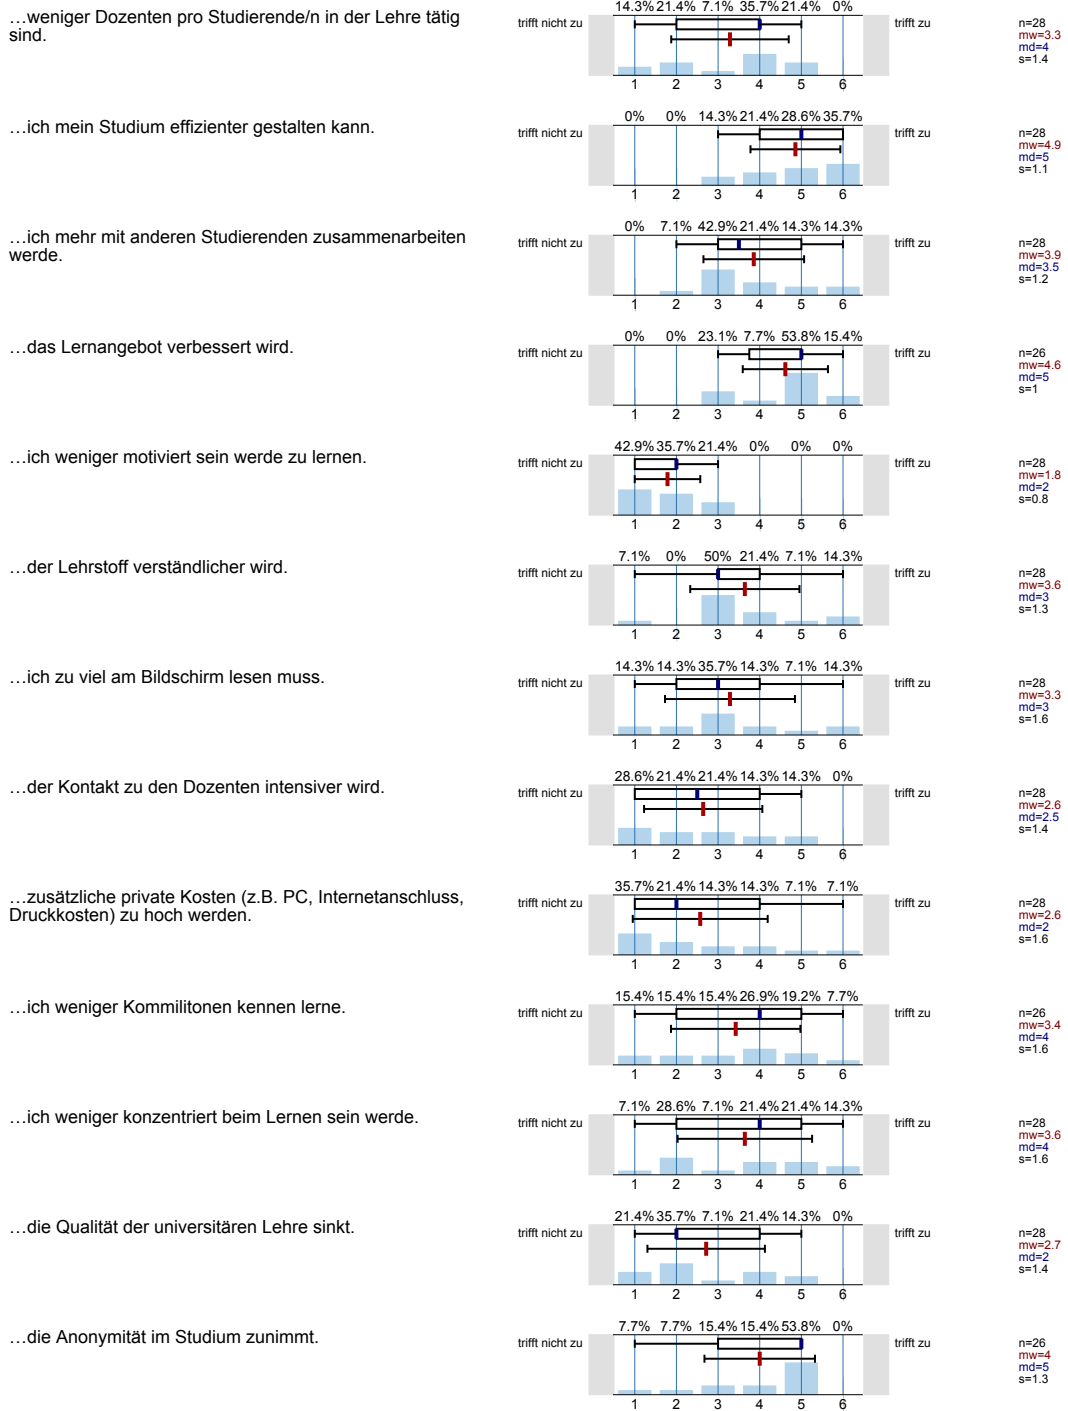 …weniger Dozenten pro Studierende/n in der Lehre tätig
sind.
14.3% 21.4% 7.1% 35.7% 21.4% 0%
trifft nicht zu
trifft zu
1 2 3 4 5 6
n=28
mw=3.3
md=4
s=1.4
…ich mein Studium effizienter gestalten kann.
0% 0% 14.3% 21.4% 28.6% 35.7%
trifft nicht zu
trifft zu
1 2 3 4 5 6
n=28
mw=4.9
md=5
s=1.1
…ich mehr mit anderen Studierenden zusammenarbeiten
werde.
0% 7.1% 42.9% 21.4% 14.3% 14.3%
trifft nicht zu
trifft zu
1 2 3 4 5 6
n=28
mw=3.9
md=3.5
s=1.2
…das Lernangebot verbessert wird.
0% 0% 23.1% 7.7% 53.8% 15.4%
trifft nicht zu
trifft zu
1 2 3 4 5 6
n=26
mw=4.6
md=5
s=1
…ich weniger motiviert sein werde zu lernen.
42.9% 35.7% 21.4% 0% 0% 0%
trifft nicht zu
trifft zu
1 2 3 4 5 6
n=28
mw=1.8
md=2
s=0.8
…der Lehrstoff verständlicher wird.
7.1% 0% 50% 21.4% 7.1% 14.3%
trifft nicht zu
trifft zu
1 2 3 4 5 6
n=28
mw=3.6
md=3
s=1.3
…ich zu viel am Bildschirm lesen muss.
14.3% 14.3% 35.7% 14.3% 7.1% 14.3%
trifft nicht zu
trifft zu
1 2 3 4 5 6
n=28
mw=3.3
md=3
s=1.6
…der Kontakt zu den Dozenten intensiver wird.
28.6% 21.4% 21.4% 14.3% 14.3% 0%
trifft nicht zu
trifft zu
1 2 3 4 5 6
n=28
mw=2.6
md=2.5
s=1.4
…zusätzliche private Kosten (z.B. PC, Internetanschluss,
Druckkosten) zu hoch werden.
35.7% 21.4% 14.3% 14.3% 7.1% 7.1%
trifft nicht zu
trifft zu
1 2 3 4 5 6
n=28
mw=2.6
md=2
s=1.6
…ich weniger Kommilitonen kennen lerne.
15.4% 15.4% 15.4% 26.9% 19.2% 7.7%
trifft nicht zu
trifft zu
1 2 3 4 5 6
n=26
mw=3.4
md=4
s=1.6
…ich weniger konzentriert beim Lernen sein werde.
7.1% 28.6% 7.1% 21.4% 21.4% 14.3%
trifft nicht zu
trifft zu
1 2 3 4 5 6
n=28
mw=3.6
md=4
s=1.6
…die Qualität der universitären Lehre sinkt.
21.4% 35.7% 7.1% 21.4% 14.3% 0%
trifft nicht zu
trifft zu
1 2 3 4 5 6
n=28
mw=2.7
md=2
s=1.4
…die Anonymität im Studium zunimmt.
7.7% 7.7% 15.4% 15.4% 53.8% 0%
trifft nicht zu
trifft zu
1 2 3 4 5 6
n=26
mw=4
md=5
s=1.3